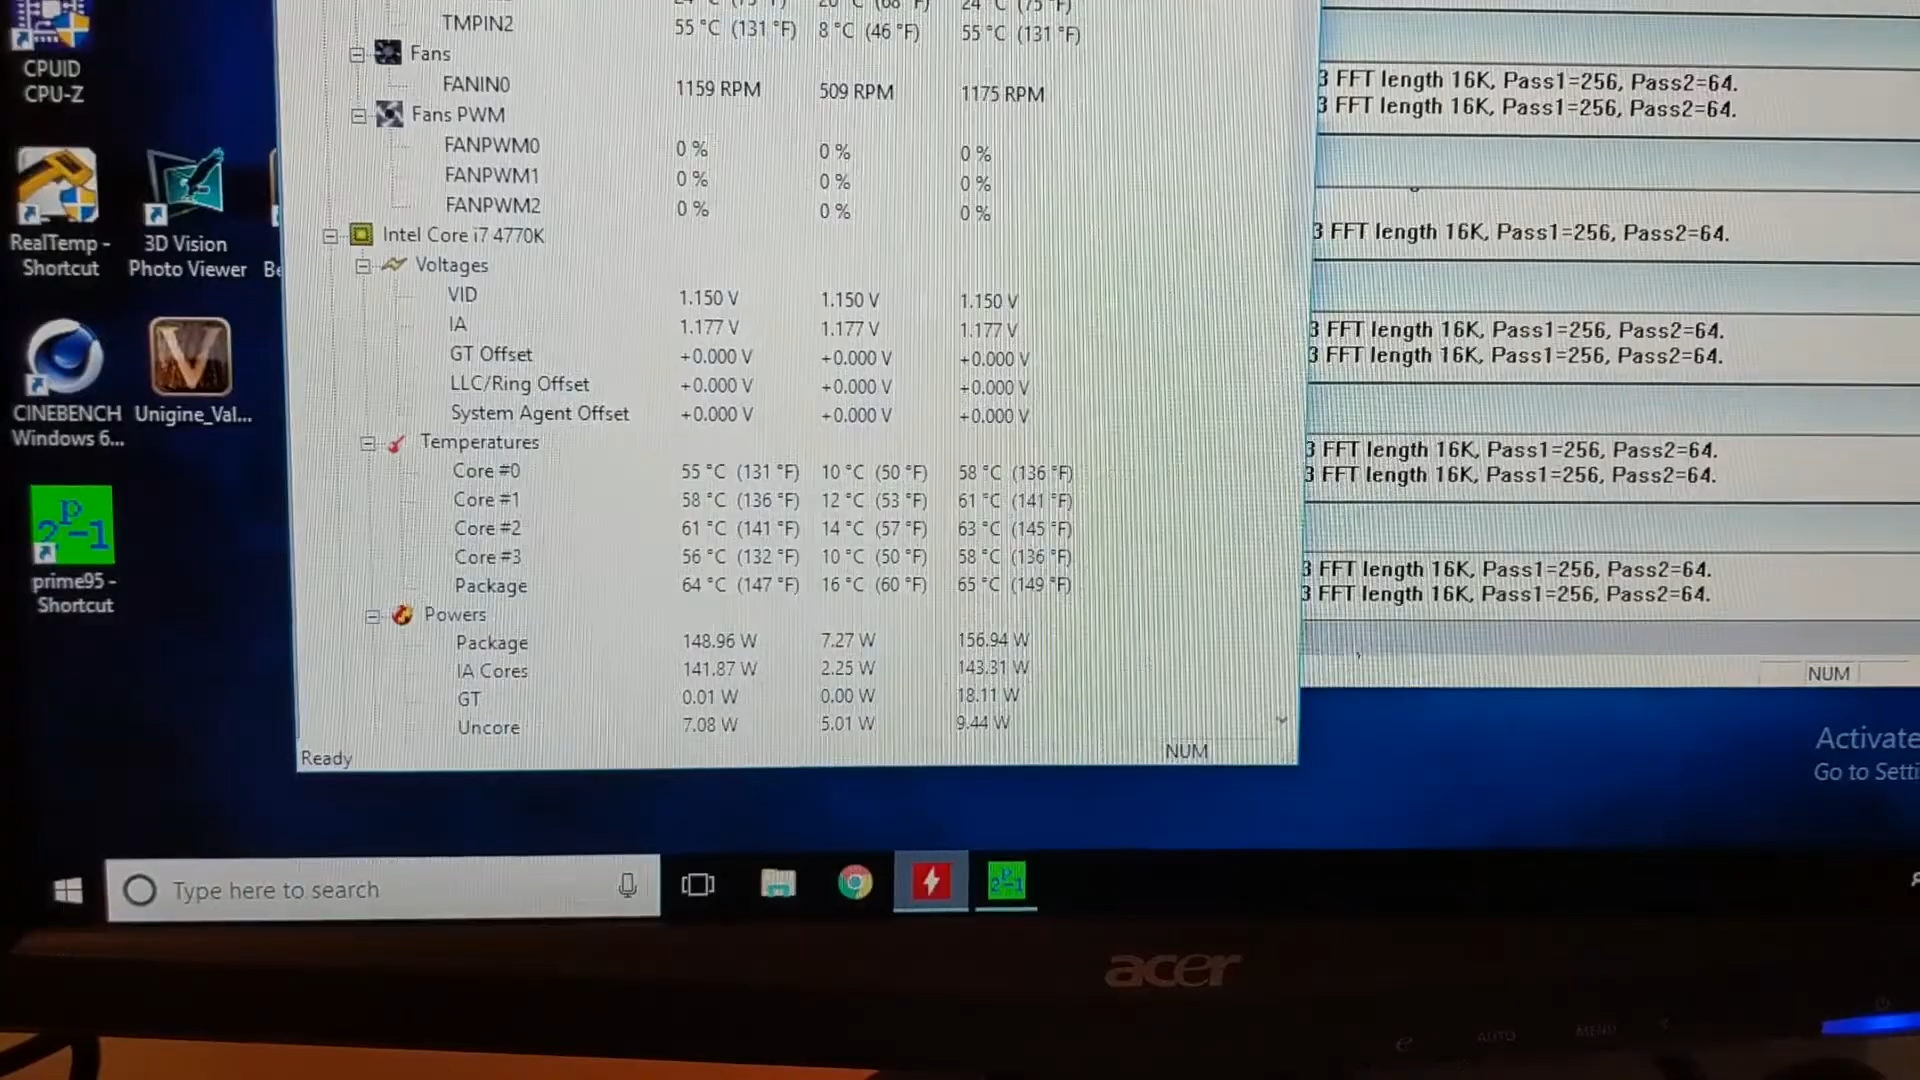 TMPIN2 55 °C (131 °F) 8 °C (46 °F) 55 °C (131 °F)
Fans
FANIN0 1159 RPM 509 RPM 1175 RPM
Fans PWM
FANPWM0 0 % 0 % 0 %
FANPWM1 0 % 0 % 0 %
FANPWM2 0 % 0 % 0 %
Intel Core i7 4770K
Voltages
VID 1.150 V 1.150 V 1.150 V
IA 1.177 V 1.177 V 1.177 V
GT Offset +0.000 V +0.000 V +0.000 V
LLC/Ring Offset +0.000 V +0.000 V +0.000 V
System Agent Offset +0.000 V +0.000 V +0.000 V
Temperatures
Core #0 55 °C (131 °F) 10 °C (50 °F) 58 °C (136 °F)
Core #1 58 °C (136 °F) 12 °C (53 °F) 61 °C (141 °F)
Core #2 61 °C (141 °F) 14 °C (57 °F) 63 °C (145 °F)
Core #3 56 °C (132 °F) 10 °C (50 °F) 58 °C (136 °F)
Package 64 °C (147 °F) 16 °C (60 °F) 65 °C (149 °F)
Powers
Package 148.96 W 7.27 W 156.94 W
IA Cores 141.87 W 2.25 W 143.31 W
GT 0.01 W 0.00 W 18.11 W
Uncore 7.08 W 5.01 W 9.44 W
Ready NUM
CPUID
CPU-Z
RealTemp -
Shortcut
3D Vision
Photo Viewer
Be
CINEBENCH
Windows 6...
V
Unigine_Val...
2P-1
prime95 -
Shortcut
3 FFT length 16K, Pass1=256, Pass2=64.
3 FFT length 16K, Pass1=256, Pass2=64.
3 FFT length 16K, Pass1=256, Pass2=64.
3 FFT length 16K, Pass1=256, Pass2=64.
3 FFT length 16K, Pass1=256, Pass2=64.
3 FFT length 16K, Pass1=256, Pass2=64.
3 FFT length 16K, Pass1=256, Pass2=64.
3 FFT length 16K, Pass1=256, Pass2=64.
3 FFT length 16K, Pass1=256, Pass2=64.
NUM
Activate
Go to Setti
Type here to search
2P-1
acer
e AUTO MENU